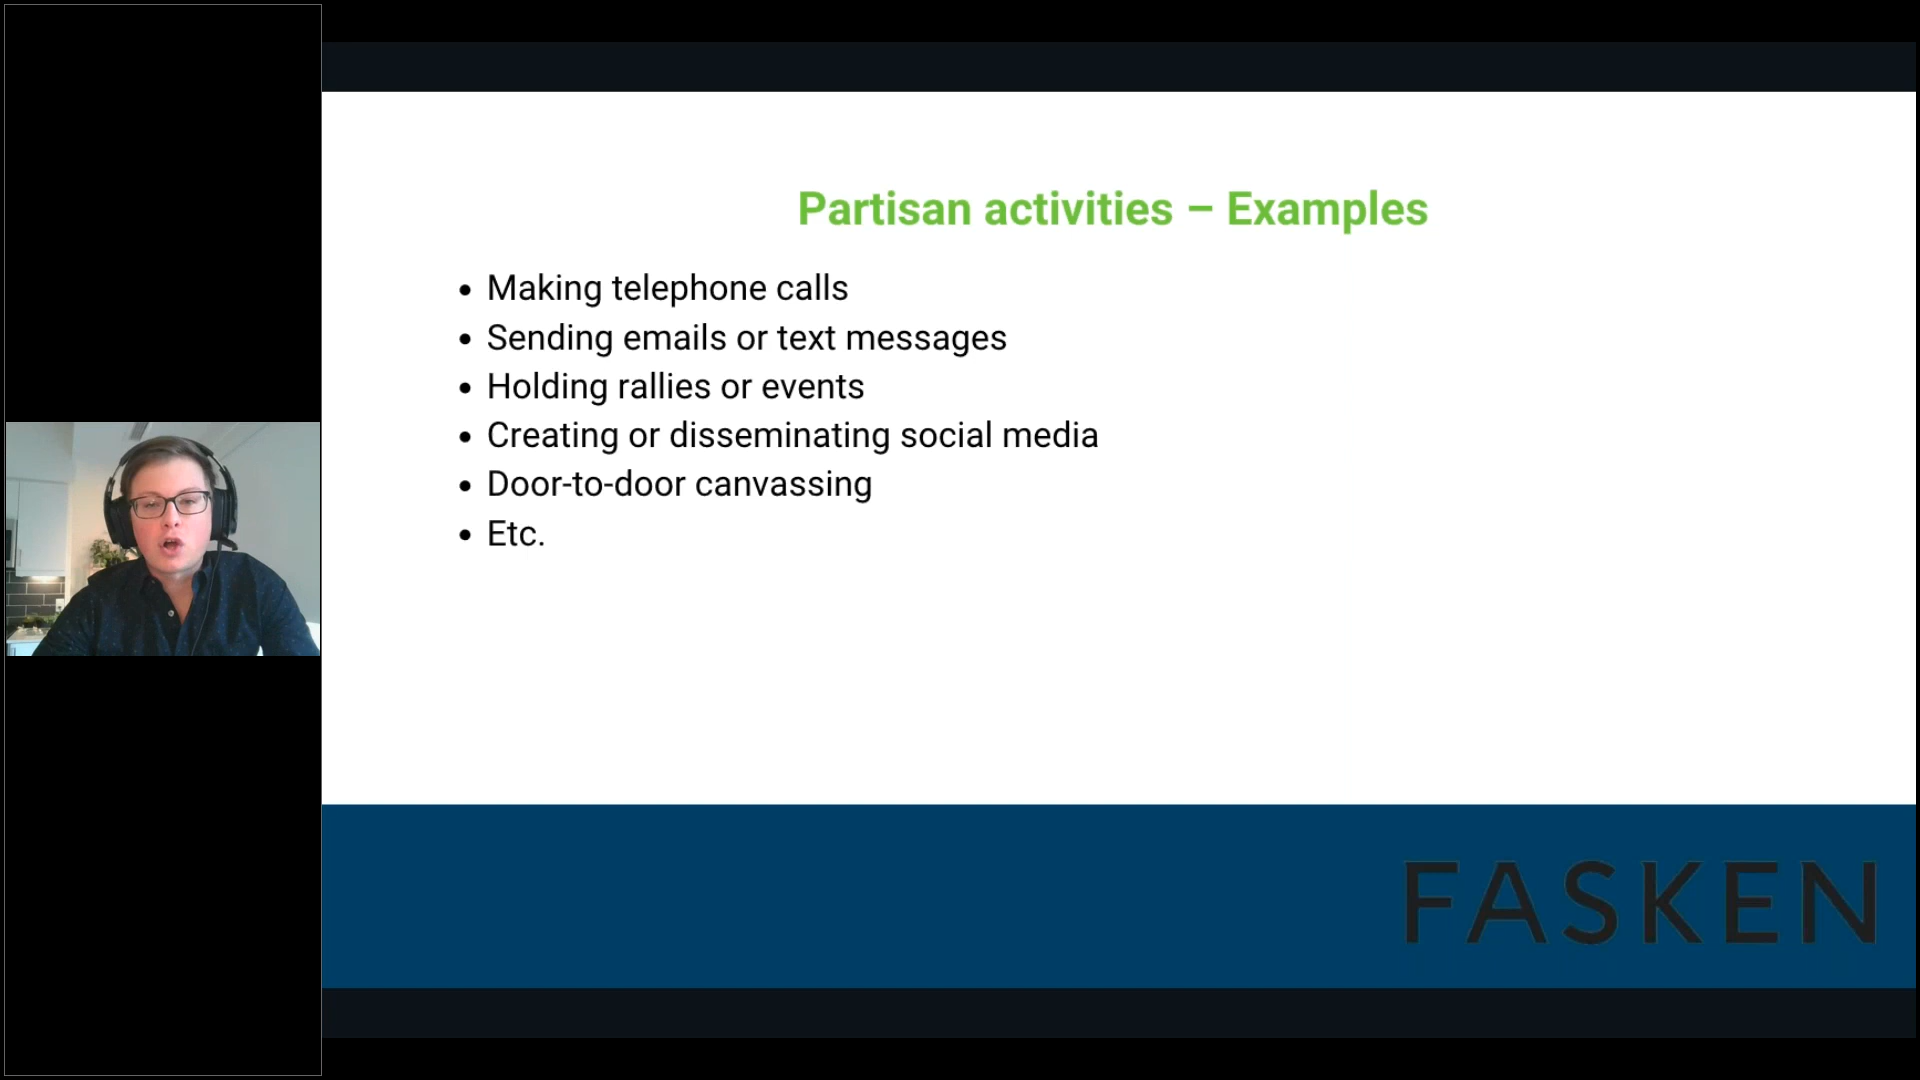 Partisan activities – Examples
• Making telephone calls
• Sending emails or text messages
• Holding rallies or events
• Creating or disseminating social media
• Door-to-door canvassing
• Etc.
FASKEN